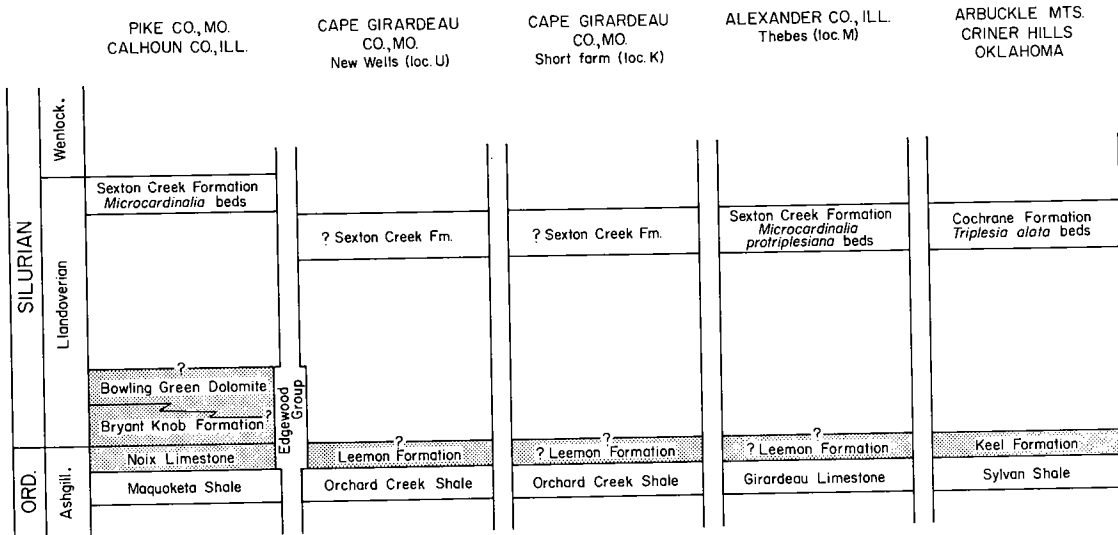 PIKE CO., MO.
CALHOUN CO., ILL.
CAPE GIRARDEAU
CO., MO.
New Wells (loc. U)
CAPE GIRARDEAU
CO., MO.
Short farm (loc. K)
ALEXANDER CO., ILL.
Thebes (loc. M)
ARBUCKLE MTS.
CRINER HILLS
OKLAHOMA
SILURIAN
ORD.
Wenlock.
Llandoverian
Ashgill.
Sexton Creek Formation
Microcardinalia beds
?
Bowling Green Dolomite
?
Bryant Knob Formation
Noix Limestone
Maquoketa Shale
Edgewood
Group
? Sexton Creek Fm.
?
Leemon Formation
Orchard Creek Shale
? Sexton Creek Fm.
?
? Leemon Formation
Orchard Creek Shale
Sexton Creek Formation
Microcardinalia
protriplesiana beds
?
? Leemon Formation
Girardeau Limestone
Cochrane Formation
Triplesia alata beds
Keel Formation
Sylvan Shale